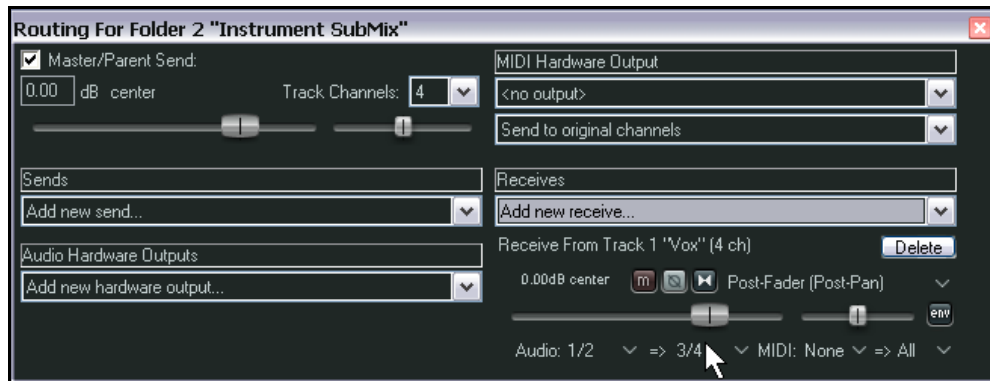 Routing For Folder 2 "Instrument SubMix"
Master/Parent Send:
0.00 dB center Track Channels: 4
Sends
Add new send...
Audio Hardware Outputs
Add new hardware output...
MIDI Hardware Output
<no output>
Send to original channels
Receives
Add new receive...
Receive From Track 1 "Vox" (4 ch) Delete
0.00dB center m Post-Fader (Post-Pan)
env
Audio: 1/2 => 3/4 MIDI: None => All